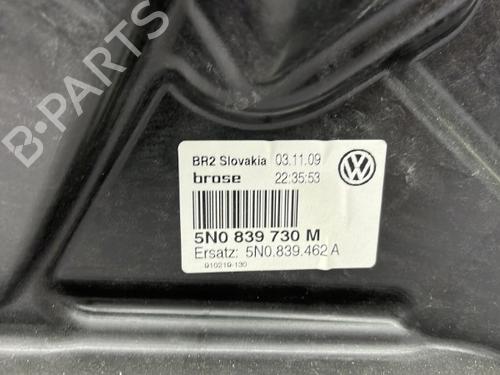 B-PARTS
BR2 Slovakia 03.11.09
brose 22:35:53
5N0 839 730 M
Ersatz: 5N0.839.462 A
910219-130